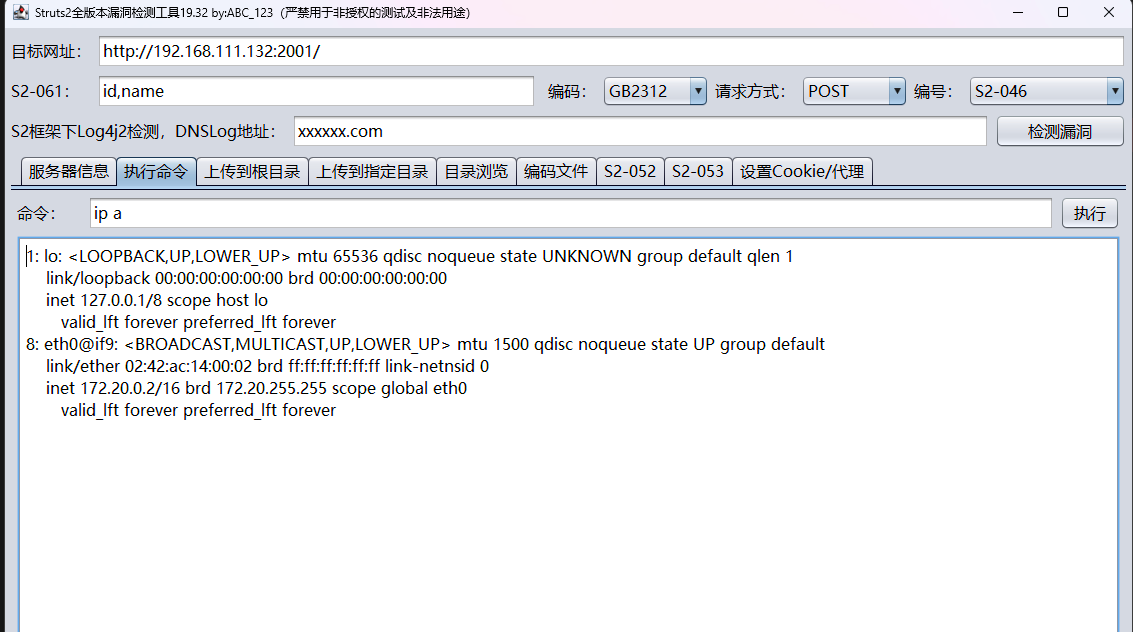 Struts2全版本漏洞检测工具19.32 by:ABC_123（严禁用于非授权的测试及非法用途）
目标网址： http://192.168.111.132:2001/
S2-061： id,name 编码： GB2312 请求方式： POST 编号： S2-046
S2框架下Log4j2检测，DNSLog地址： xxxxxx.com 检测漏洞
服务器信息 执行命令 上传到根目录 上传到指定目录 目录浏览 编码文件 S2-052 S2-053 设置Cookie/代理
命令： ip a 执行
1: lo: <LOOPBACK,UP,LOWER_UP> mtu 65536 qdisc noqueue state UNKNOWN group default qlen 1
link/loopback 00:00:00:00:00:00 brd 00:00:00:00:00:00
inet 127.0.0.1/8 scope host lo
valid_lft forever preferred_lft forever
8: eth0@if9: <BROADCAST,MULTICAST,UP,LOWER_UP> mtu 1500 qdisc noqueue state UP group default
link/ether 02:42:ac:14:00:02 brd ff:ff:ff:ff:ff:ff link-netnsid 0
inet 172.20.0.2/16 brd 172.20.255.255 scope global eth0
valid_lft forever preferred_lft forever